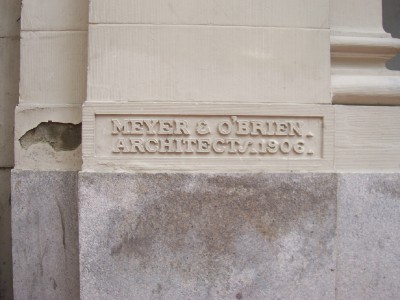 MEYER & O'BRIEN.
ARCHITECTS.1906.